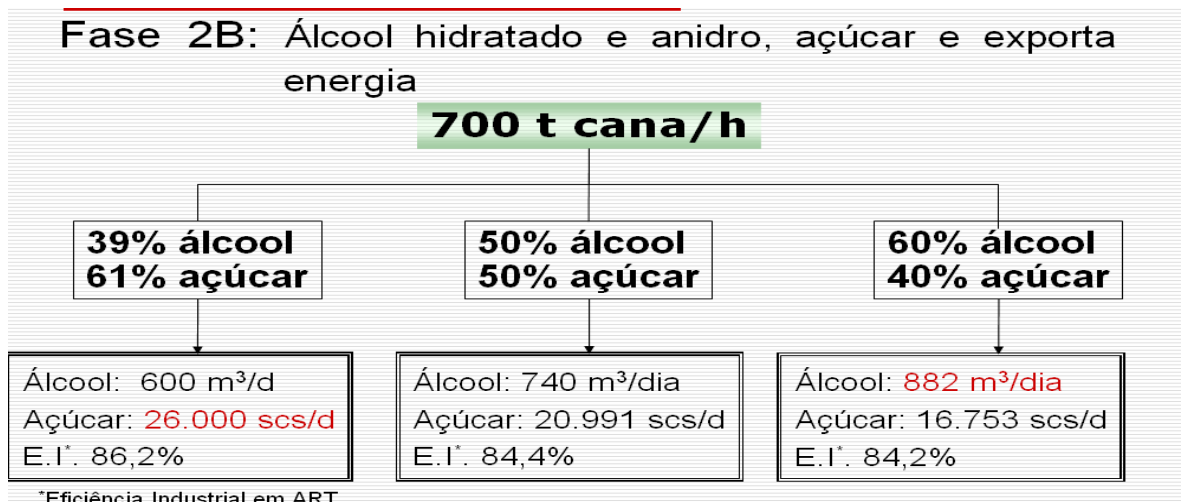 Fase 2B: Álcool hidratado e anidro, açúcar e exporta
energia
700 t cana/h
39% álcool
61% açúcar
50% álcool
50% açúcar
60% álcool
40% açúcar
Álcool: 600 m³/d
Açúcar: 26.000 scs/d
E.I*. 86,2%
Álcool: 740 m³/dia
Açúcar: 20.991 scs/d
E.I*. 84,4%
Álcool: 882 m³/dia
Açúcar: 16.753 scs/d
E.I*. 84,2%
*Eficiência Industrial em ART